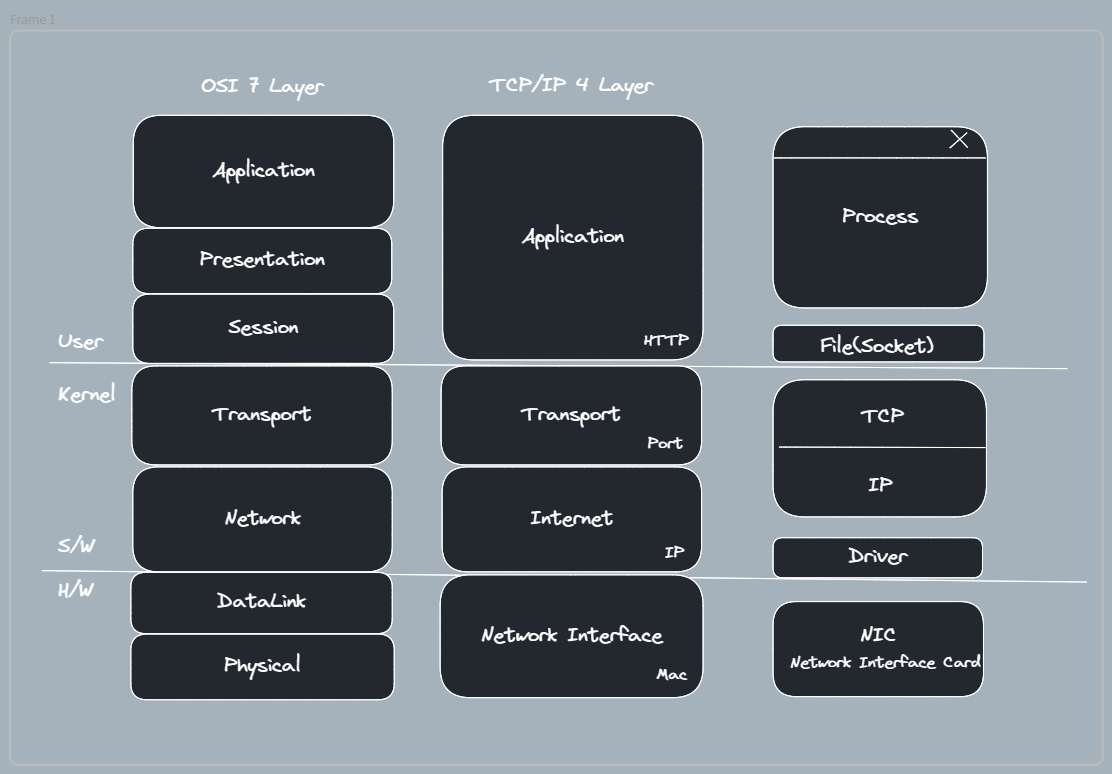 Frame 1
OSI 7 Layer
TCP/IP 4 Layer
Application
Presentation
Session
Application
HTTP
Process
File(Socket)
User
Kernel
Transport
Network
Transport
Port
Internet
IP
TCP
IP
Driver
S/W
H/W
DataLink
Physical
Network Interface
Mac
NIC
Network Interface Card